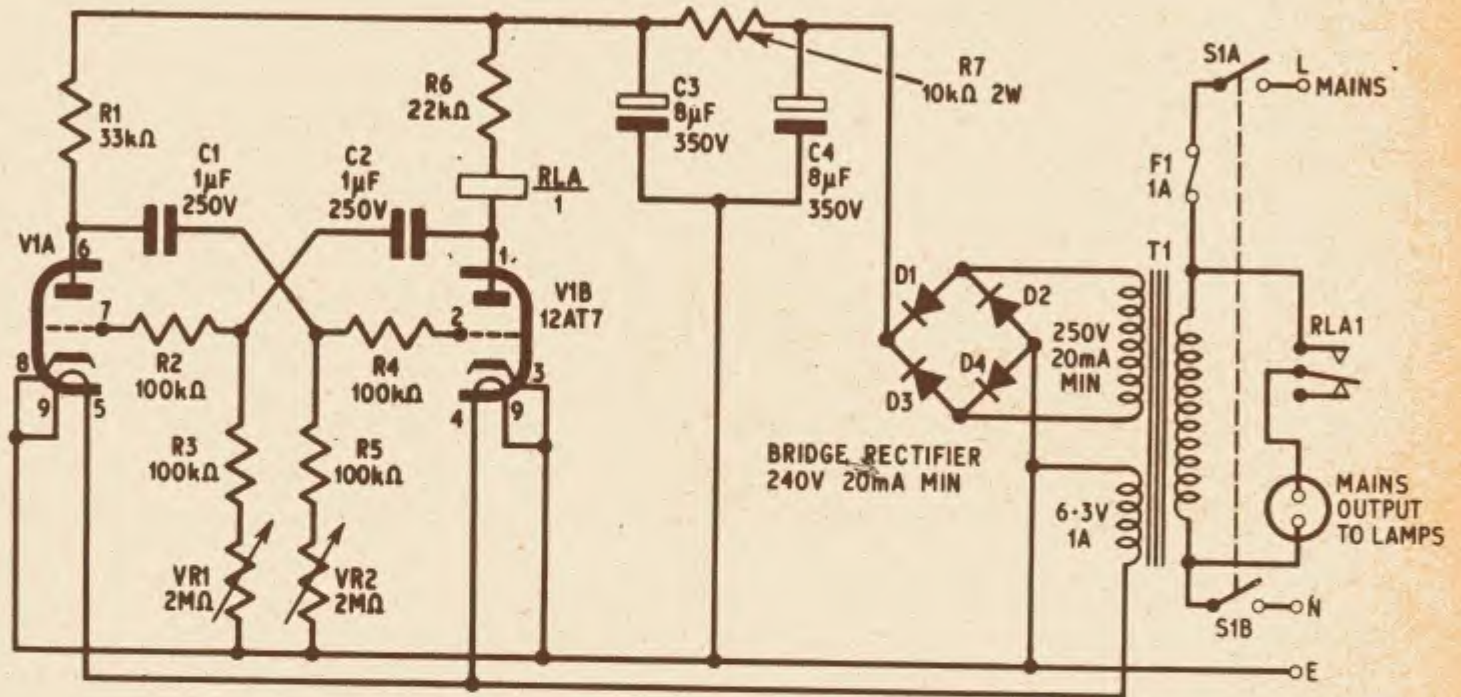 R1
33kΩ
C1
1μF
250V
C2
1μF
250V
R6
22kΩ
RLA
1
C3
8μF
350V
R7
10kΩ 2W
C4
8μF
350V
S1A
L
MAINS
F1
1A
T1
V1A
6
7
8
9
5
R2
100kΩ
R4
100kΩ
1
2
V1B
12AT7
3
4
9
R3
100kΩ
R5
100kΩ
VR1
2MΩ
VR2
2MΩ
D1
D2
D3
D4
250V
20mA
MIN
BRIDGE RECTIFIER
240V 20mA MIN
6·3V
1A
RLA1
MAINS
OUTPUT
TO LAMPS
S1B
N
E